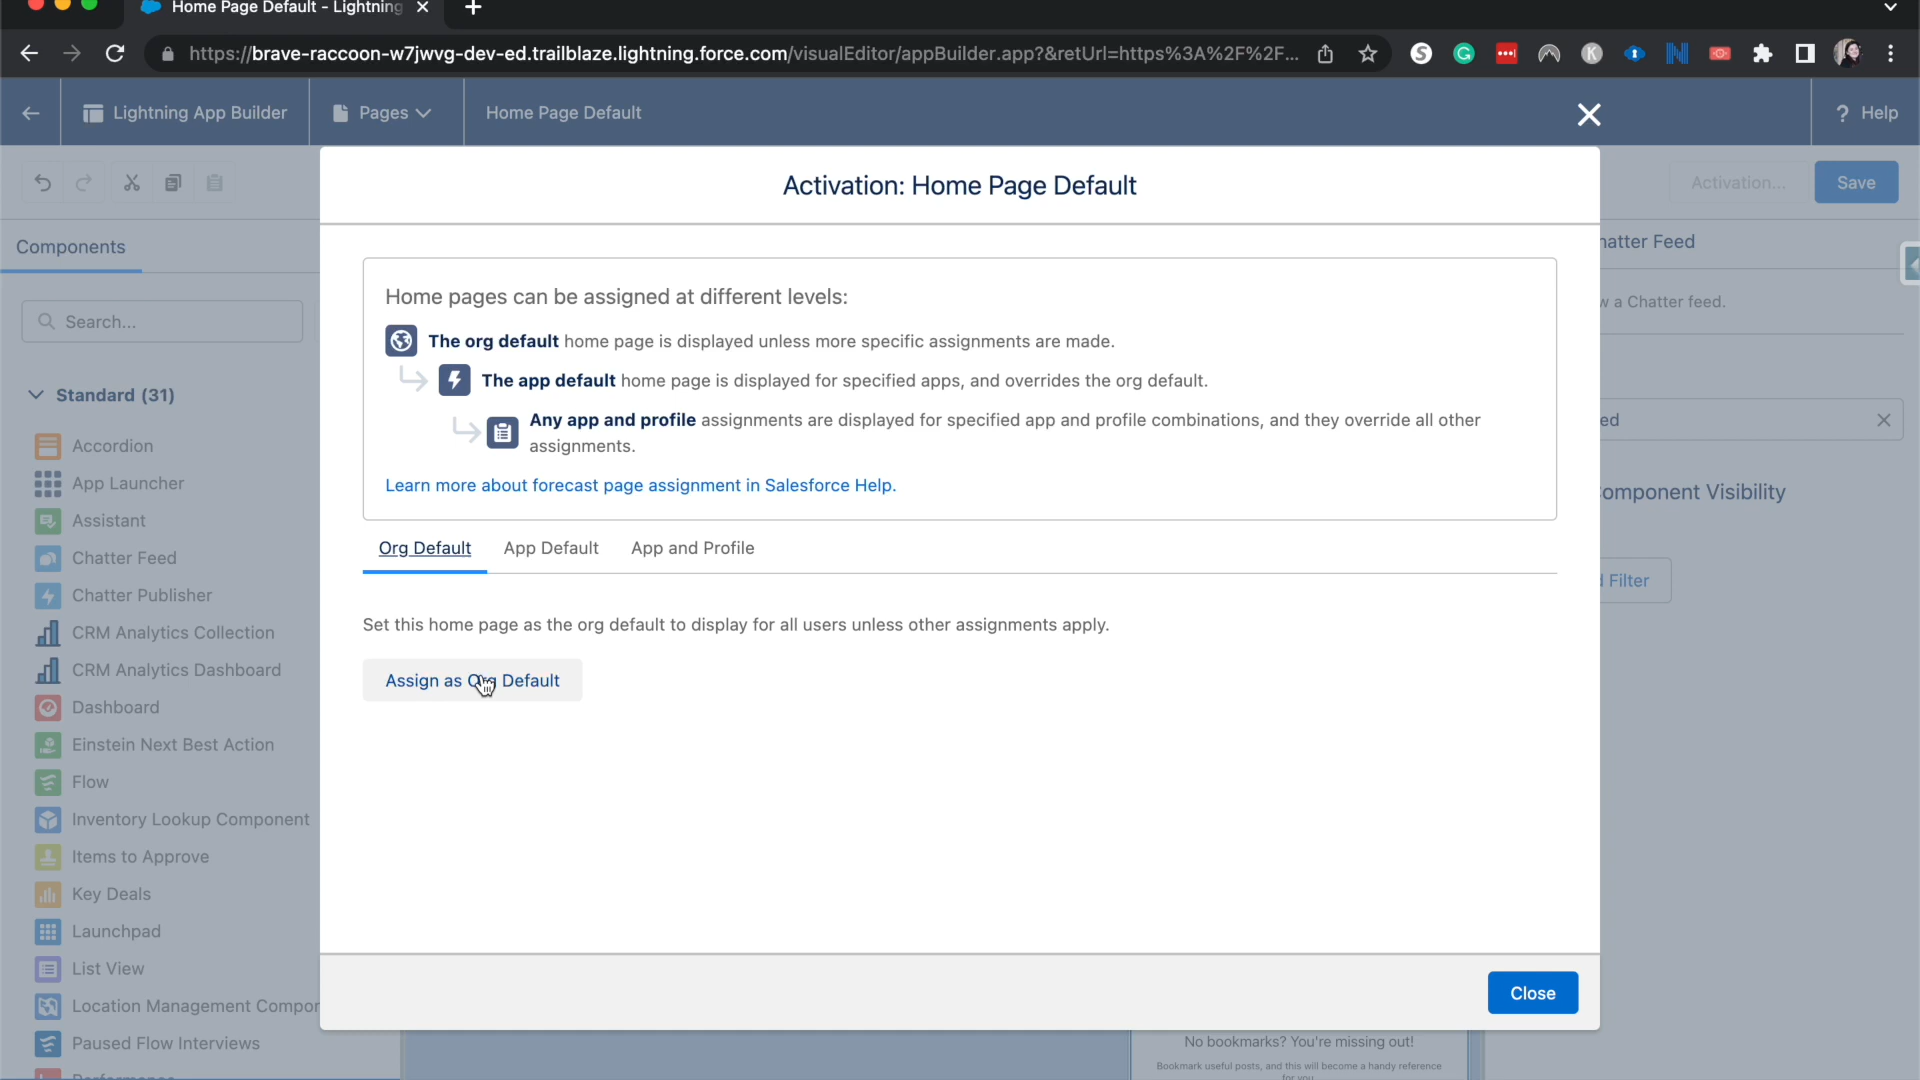 Home Page Default - Lightning
https://brave-raccoon-w7jwvg-dev-ed.trailblaze.lightning.force.com/visualEditor/appBuilder.app?&retUrl=https%3A%2F%2F...
Lightning App Builder
Pages
Home Page Default
? Help
Activation...
Save
Components
Search...
Standard (31)
Accordion
App Launcher
Assistant
Chatter Feed
Chatter Publisher
CRM Analytics Collection
CRM Analytics Dashboard
Dashboard
Einstein Next Best Action
Flow
Inventory Lookup Component
Items to Approve
Key Deals
Launchpad
List View
Location Management Compor
Paused Flow Interviews
Activation: Home Page Default
Home pages can be assigned at different levels:
The org default home page is displayed unless more specific assignments are made.
The app default home page is displayed for specified apps, and overrides the org default.
Any app and profile assignments are displayed for specified app and profile combinations, and they override all other
assignments.
Learn more about forecast page assignment in Salesforce Help.
Org Default
App Default
App and Profile
Set this home page as the org default to display for all users unless other assignments apply.
Assign as Org Default
Close
hatter Feed
w a Chatter feed.
ed
omponent Visibility
d Filter
No bookmarks? You're missing out!
Bookmark useful posts, and this will become a handy reference
for you